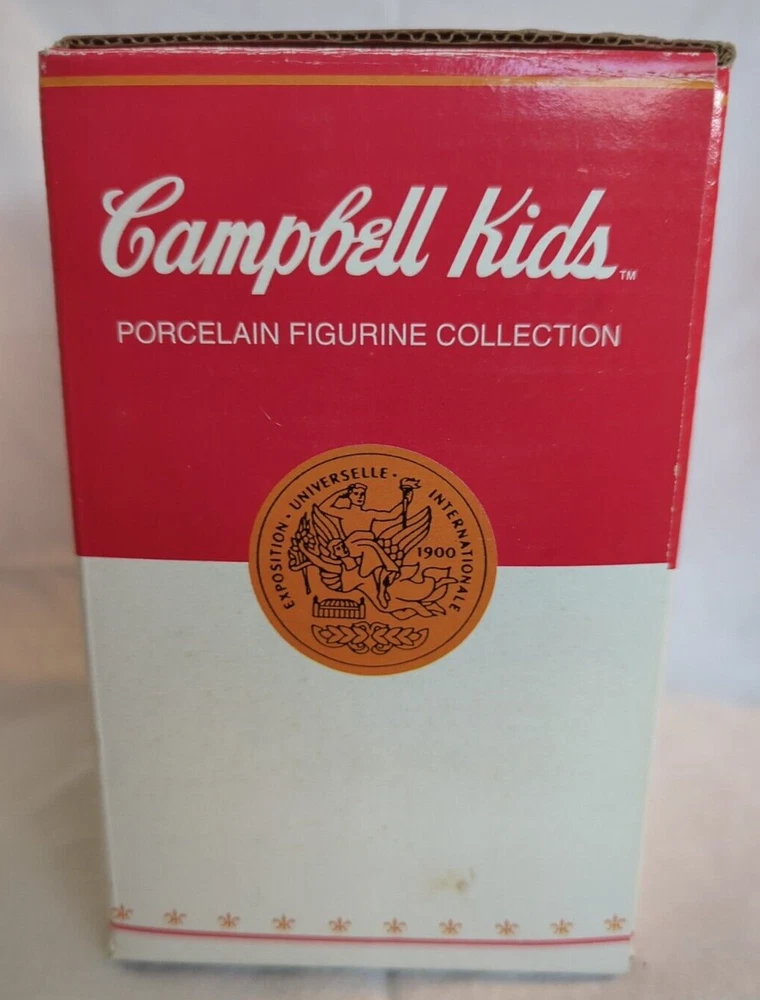 Campbell Kids™
PORCELAIN FIGURINE COLLECTION
EXPOSITION · UNIVERSELLE · INTERNATIONALE
1900